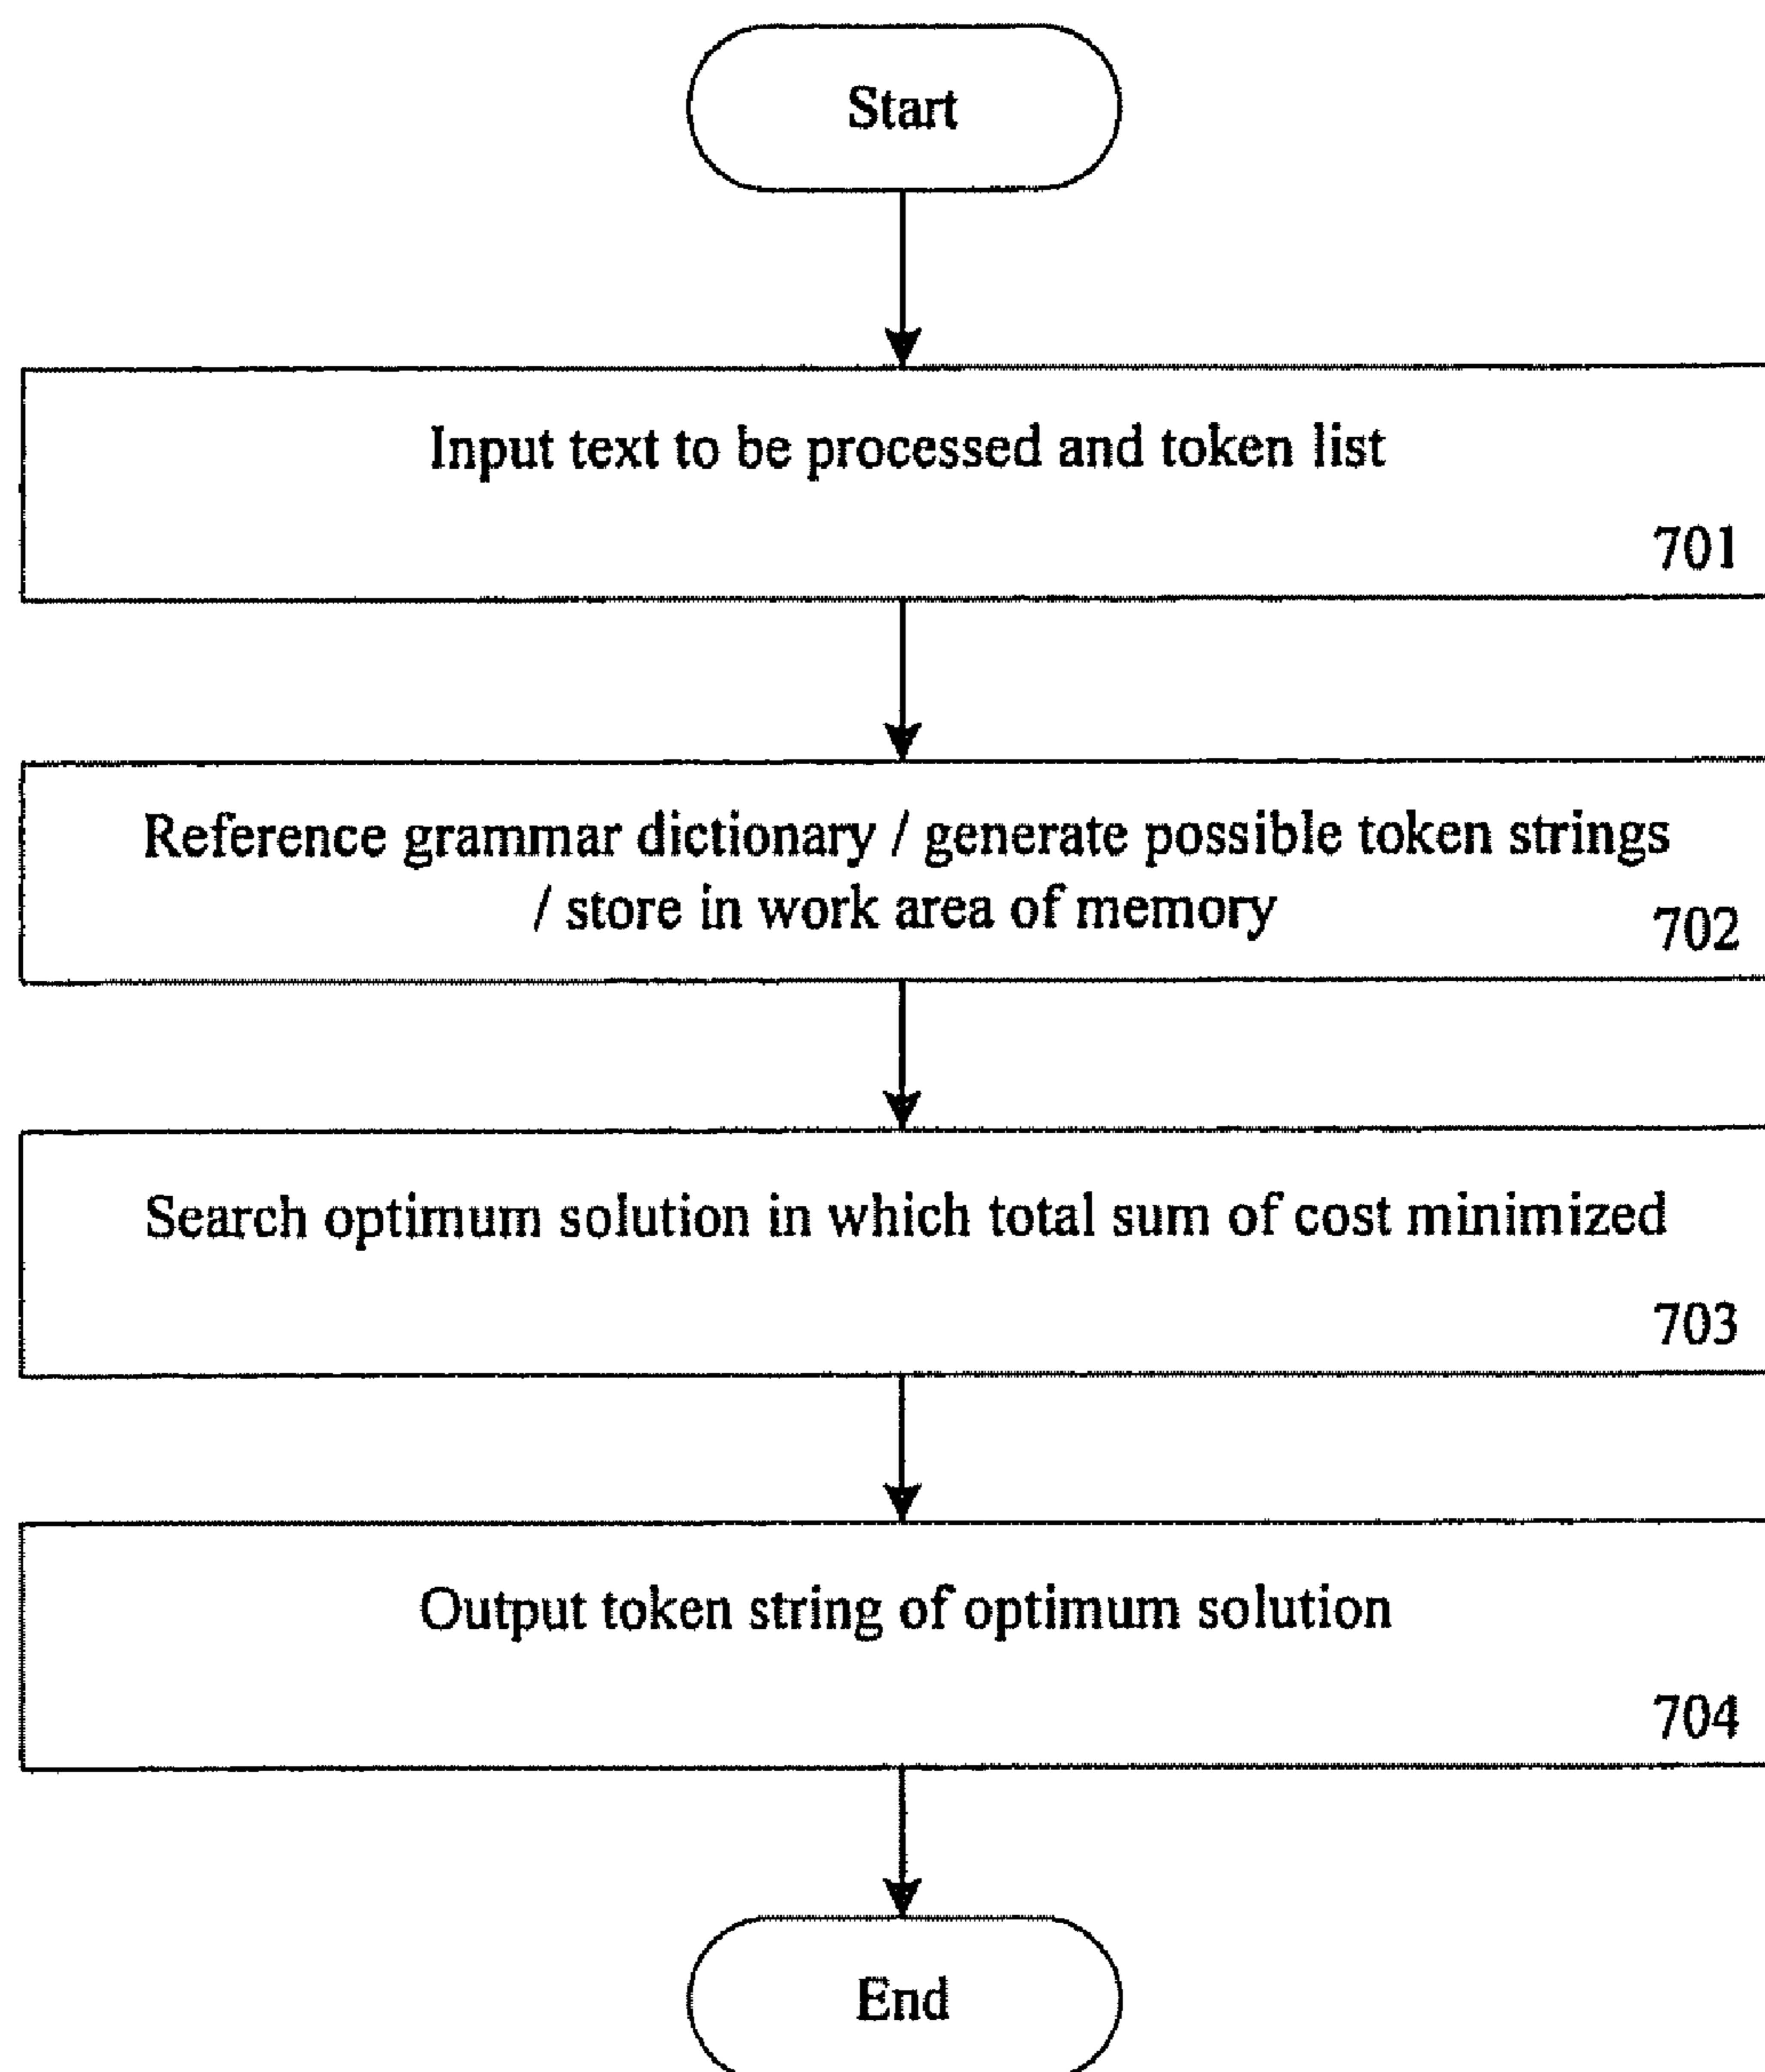 Start
Input text to be processed and token list
701
Reference grammar dictionary / generate possible token strings
/ store in work area of memory
702
Search optimum solution in which total sum of cost minimized
703
Output token string of optimum solution
704
End